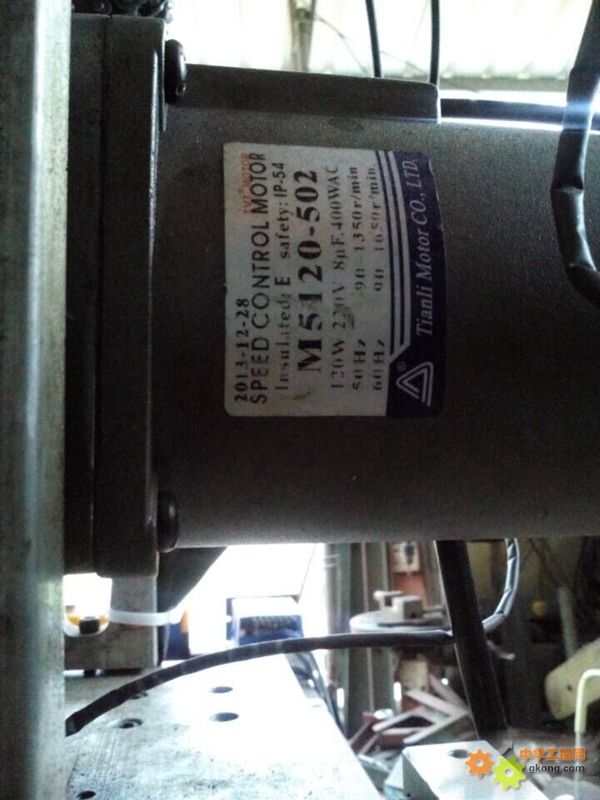 2013-12-28
SPEED CONTROL MOTOR
Insulated: E safety: IP-54
M5120-502
120W 220V 8μF.400WAC
50Hz 90-1350r/min
60Hz 90-1650r/min.
® Tianli Motor CO., LTD.
中华工控网
gkong.com